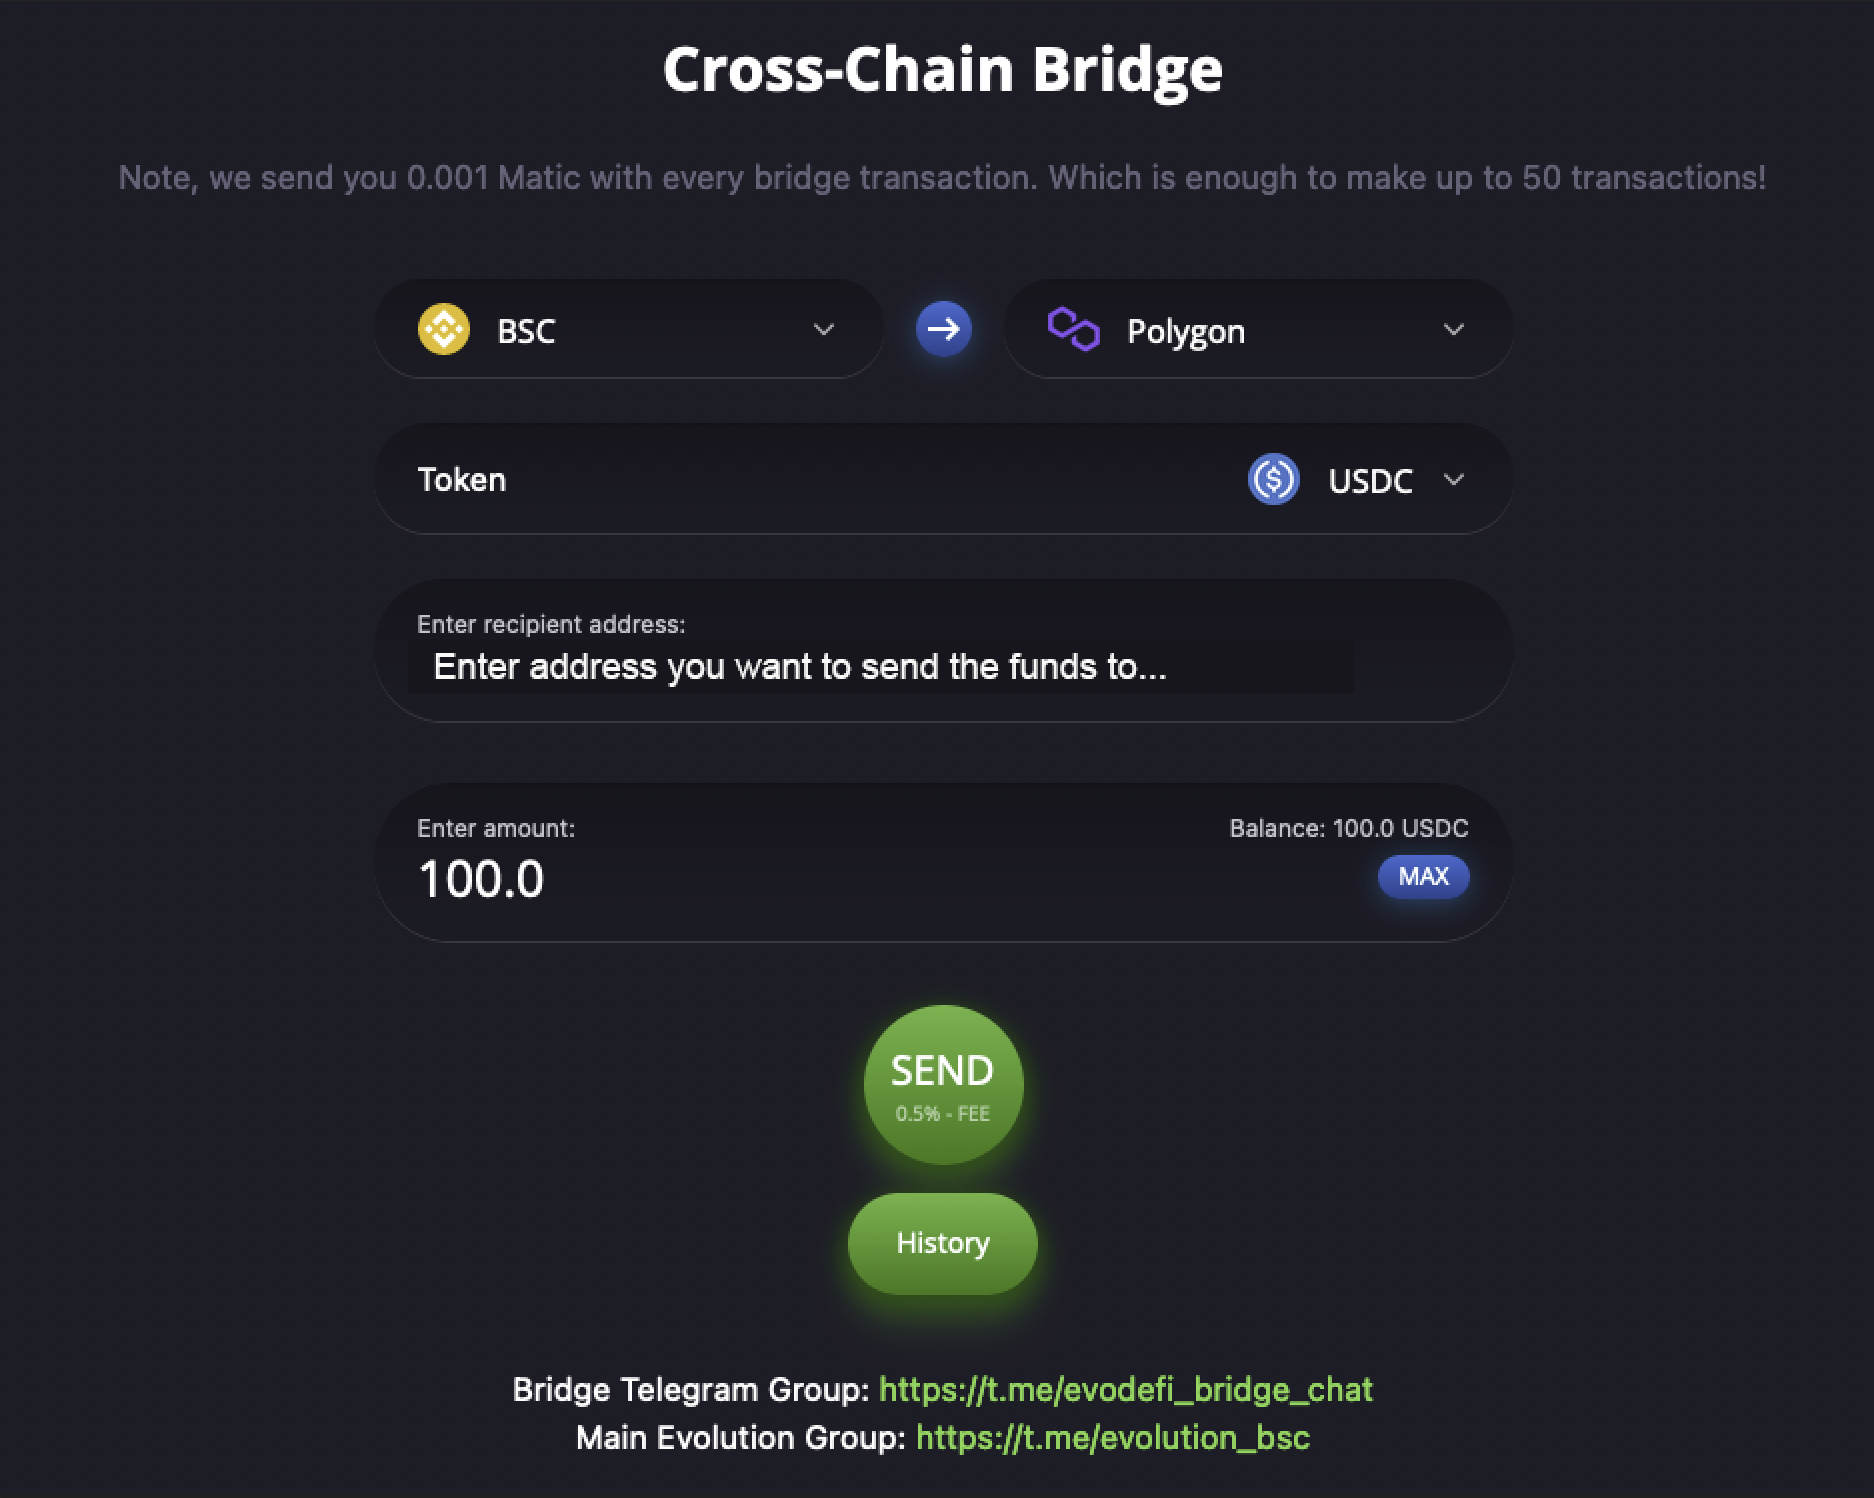 Cross-Chain Bridge
Note, we send you 0.001 Matic with every bridge transaction. Which is enough to make up to 50 transactions!
BSC
Polygon
Token
USDC
Enter recipient address:
Enter address you want to send the funds to...
Enter amount:
Balance: 100.0 USDC
100.0
MAX
SEND
0.5% - FEE
History
Bridge Telegram Group: https://t.me/evodefi_bridge_chat
Main Evolution Group: https://t.me/evolution_bsc